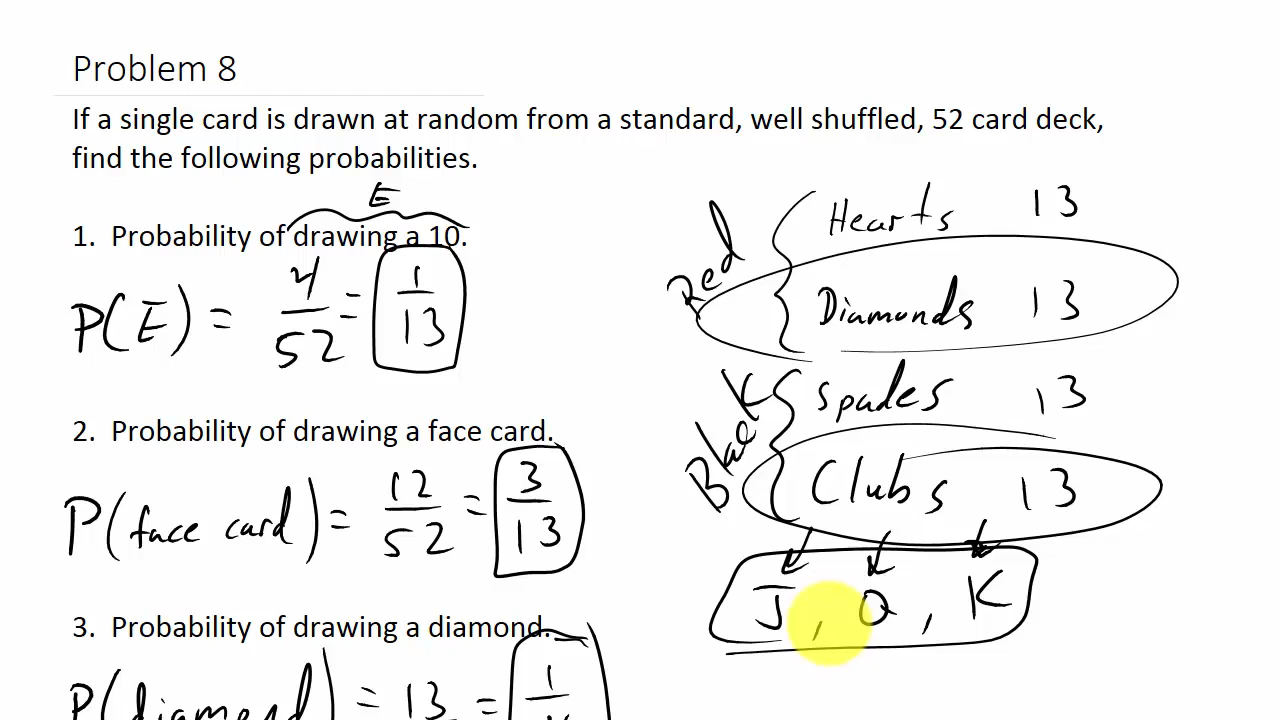 Problem 8
If a single card is drawn at random from a standard, well shuffled, 52 card deck,
find the following probabilities.
E
1. Probability of drawing a 10.
P(E) = 4/52 = 1/13
2. Probability of drawing a face card.
P(face card) = 12/52 = 3/13
3. Probability of drawing a diamond.
P(diamond) = 13 = 1
Red
Hearts 13
Diamonds 13
Black
Spades 13
Clubs 13
J, Q, K